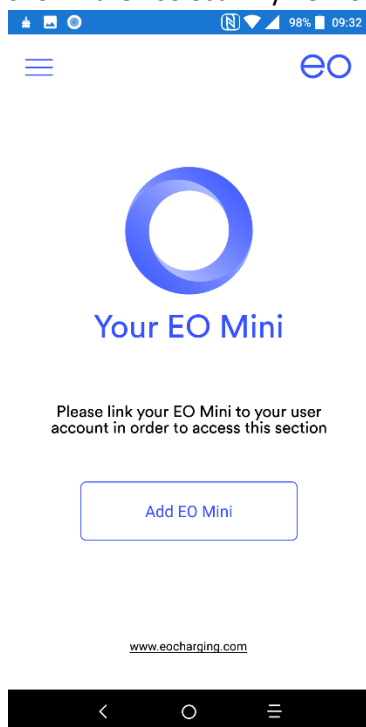 98% 09:32
eo
Your EO Mini
Please link your EO Mini to your user
account in order to access this section
Add EO Mini
www.eocharging.com